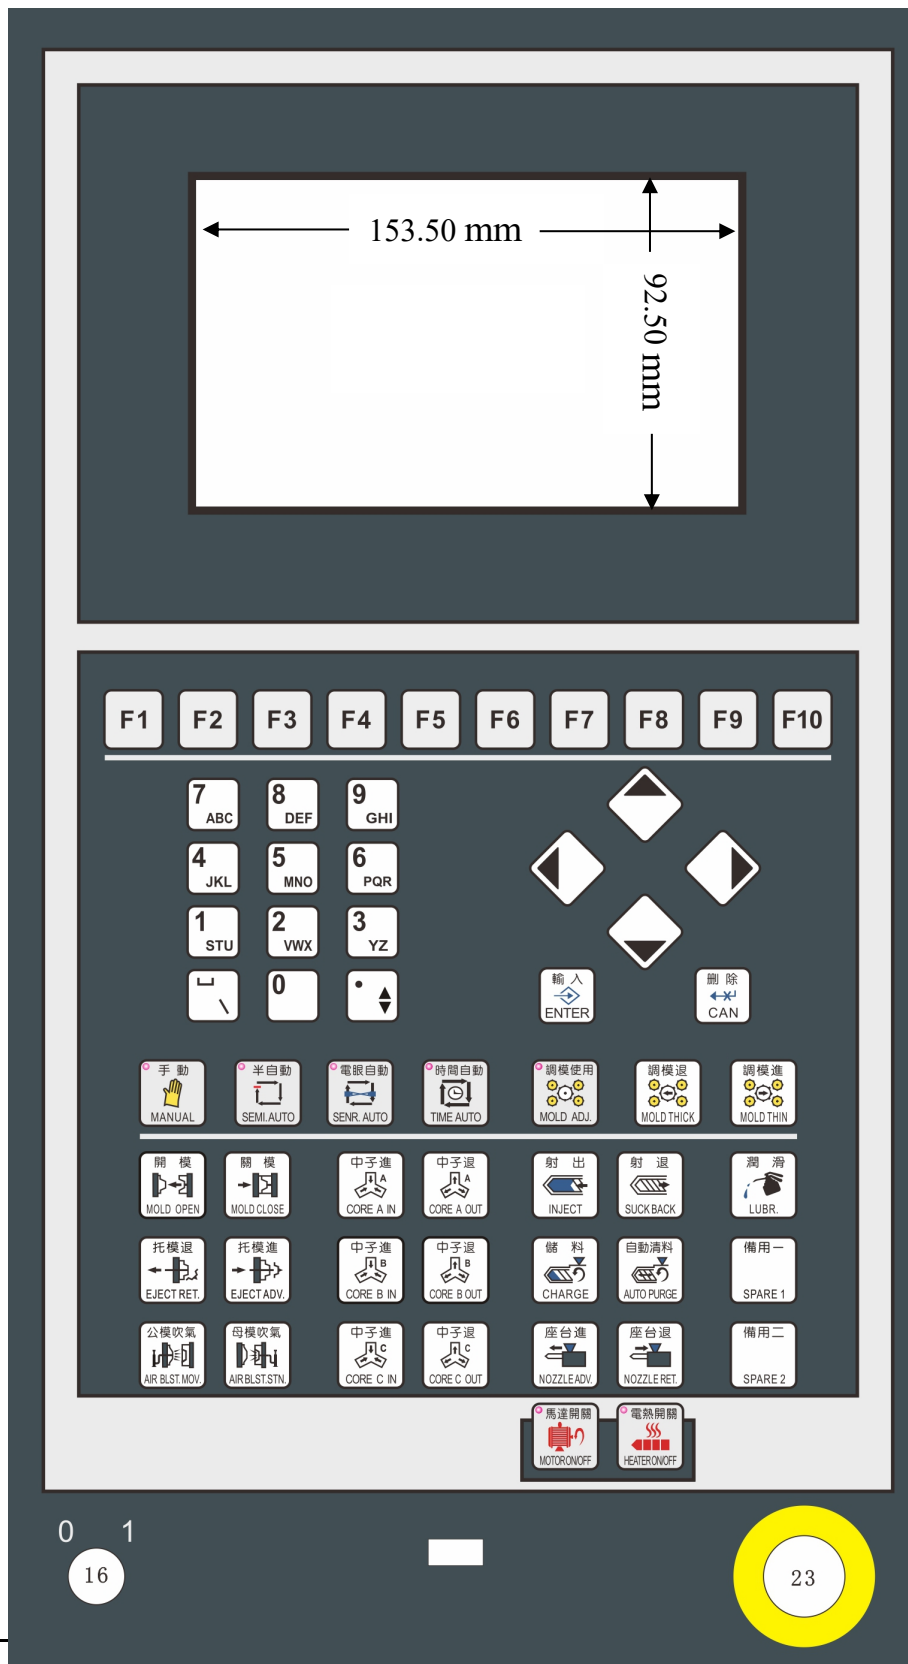 153.50 mm
92.50 mm
F1 F2 F3 F4 F5 F6 F7 F8 F9 F10
7 ABC 8 DEF 9 GHI
4 JKL 5 MNO 6 PQR
1 STU 2 VWX 3 YZ
0 •
輸入 刪除
ENTER CAN
手動 半自動 電眼自動 時間自動 調模使用 調模退 調模進
MANUAL SEMI.AUTO SENR. AUTO TIME AUTO MOLD ADJ. MOLD THICK MOLD THIN
開模 關模 中子進 中子退 射出 射退 潤滑
A A
MOLD OPEN MOLD CLOSE CORE A IN CORE A OUT INJECT SUCK BACK LUBR.
托模退 托模進 中子進 中子退 儲料 自動清料 備用一
B B
EJECT RET. EJECT ADV. CORE B IN CORE B OUT CHARGE AUTO PURGE SPARE 1
公模吹氣 母模吹氣 中子進 中子退 座台進 座台退 備用二
C C
AIR BLST. MOV. AIR BLST. STN. CORE C IN CORE C OUT NOZZLE ADV. NOZZLE RET. SPARE 2
馬達開關 電熱開關
MOTOR ON/OFF HEATER ON/OFF
0 1
16 23